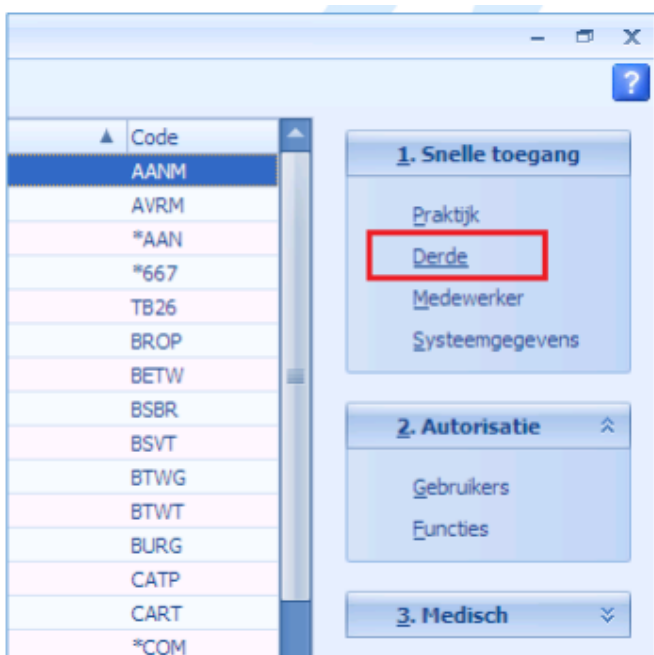 ?
Code
AANM
AVRM
*AAN
*667
TB26
BROP
BETW
BSBR
BSVT
BTWG
BTWT
BURG
CATP
CART
*COM
1. Snelle toegang
Praktijk
Derde
Medewerker
Systeemgegevens
2. Autorisatie
Gebruikers
Functies
3. Medisch